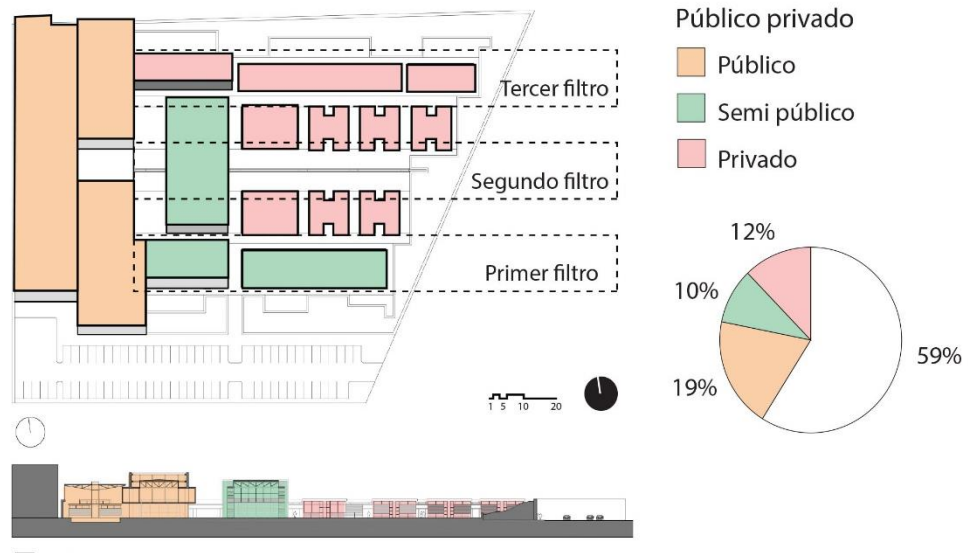 Público privado
Público
Semi público
Privado
Tercer filtro
Segundo filtro
Primer filtro
1 5 10 20
12%
10%
19%
59%